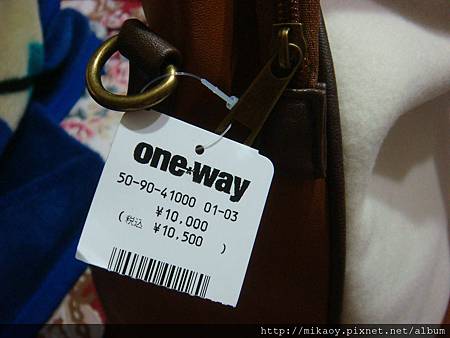 one*way
50-90-41000 01-03
¥10,000
(税込 ¥10,500 )
http://mikaoy.pixnet.net/album